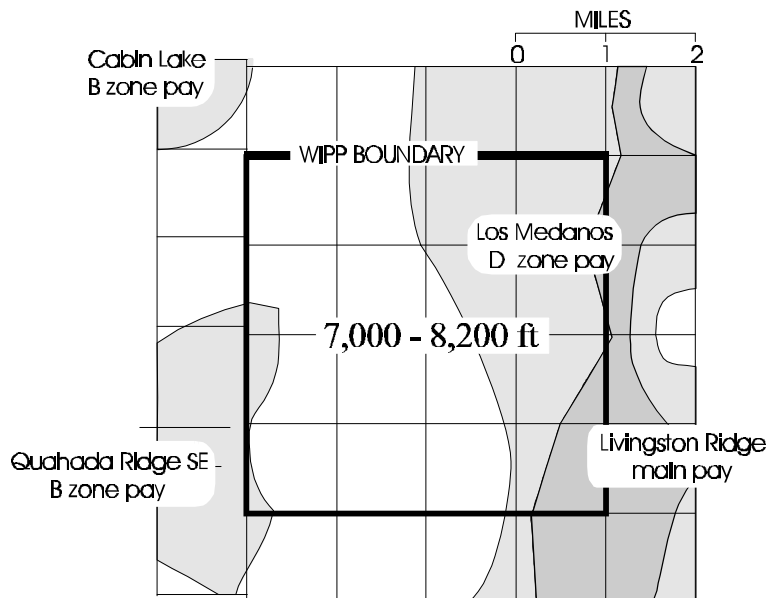 MILES
0 1 2
Cabin Lake
B zone pay
WIPP BOUNDARY
Los Medanos
D zone pay
7,000 - 8,200 ft
Quahada Ridge SE
B zone pay
Livingston Ridge
main pay